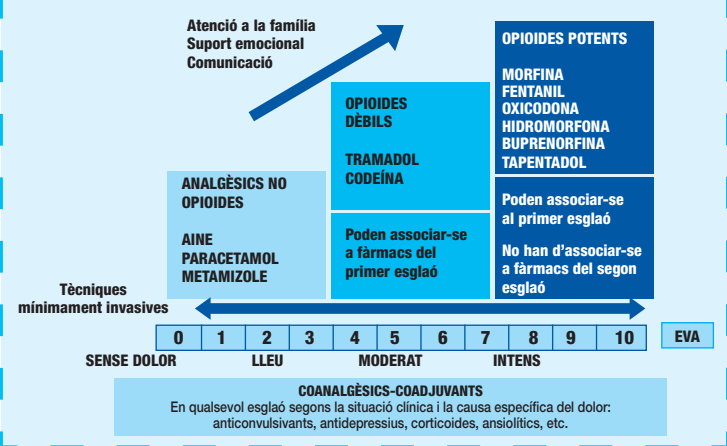 Atenció a la família
Suport emocional
Comunicació
ANALGÈSICS NO
OPIOIDES
AINE
PARACETAMOL
METAMIZOLE
OPIOIDES
DÈBILS
TRAMADOL
CODEÍNA
Poden associar-se
a fàrmacs del
primer esglaó
OPIOIDES POTENTS
MORFINA
FENTANIL
OXICODONA
HIDROMORFONA
BUPRENORFINA
TAPENTADOL
Poden associar-se
al primer esglaó
No han d’associar-se
a fàrmacs del segon
esglaó
Tècniques
mínimament invasives
0 1 2 3 4 5 6 7 8 9 10 EVA
SENSE DOLOR LLEU MODERAT INTENS
COANALGÈSICS-COADJUVANTS
En qualsevol esglaó segons la situació clínica i la causa específica del dolor:
anticonvulsivants, antidepressius, corticoides, ansiolítics, etc.